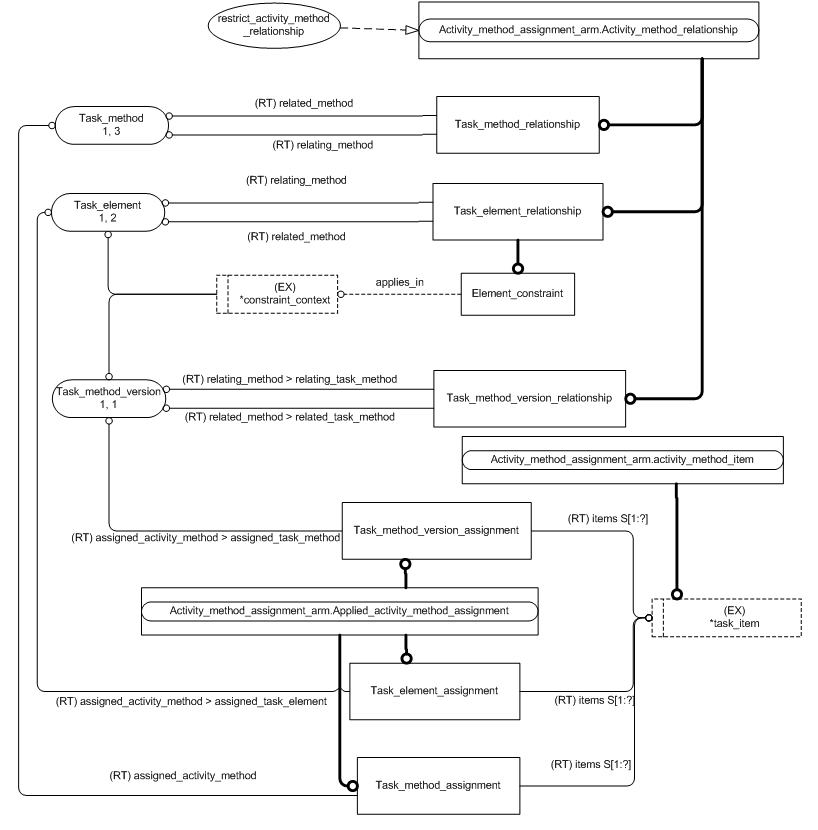 restrict_activity_method
_relationship
Activity_method_assignment_arm.Activity_method_relationship
(RT) related_method
Task_method
1, 3
Task_method_relationship
(RT) relating_method
(RT) relating_method
Task_element
1, 2
Task_element_relationship
(RT) related_method
(EX)
*constraint_context
applies_in
Element_constraint
(RT) relating_method > relating_task_method
Task_method_version
1, 1
Task_method_version_relationship
(RT) related_method > related_task_method
Activity_method_assignment_arm.activity_method_item
(RT) items S[1:?]
Task_method_version_assignment
(RT) assigned_activity_method > assigned_task_method
Activity_method_assignment_arm.Applied_activity_method_assignment
(EX)
*task_item
Task_element_assignment
(RT) assigned_activity_method > assigned_task_element
(RT) items S[1:?]
(RT) items S[1:?]
(RT) assigned_activity_method
Task_method_assignment